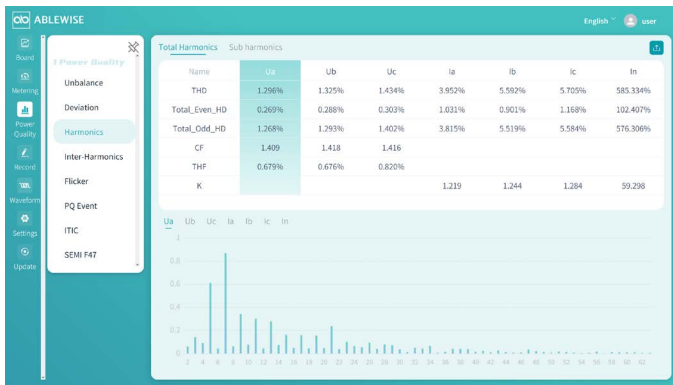 ABLEWISE
English
user
Board
Metering
Power
Quality
Record
Waveform
Settings
Update
Power Quality
Unbalance
Deviation
Harmonics
Inter-Harmonics
Flicker
PQ Event
ITIC
SEMI F47
Total Harmonics Sub harmonics
Name Ua Ub Uc Ia Ib Ic In
THD 1.296% 1.325% 1.434% 3.952% 5.592% 5.705% 585.334%
Total_Even_HD 0.269% 0.288% 0.303% 1.031% 0.901% 1.168% 102.407%
Total_Odd_HD 1.268% 1.293% 1.402% 3.815% 5.519% 5.584% 576.306%
CF 1.409 1.418 1.416
THF 0.679% 0.676% 0.820%
K 1.219 1.244 1.284 59.298
Ua Ub Uc Ia Ib Ic In
1
0.8
0.6
0.4
0.2
0
2 4 6 8 10 12 14 16 18 20 22 24 26 28 30 32 34 36 38 40 42 44 46 48 50 52 54 56 58 60 62